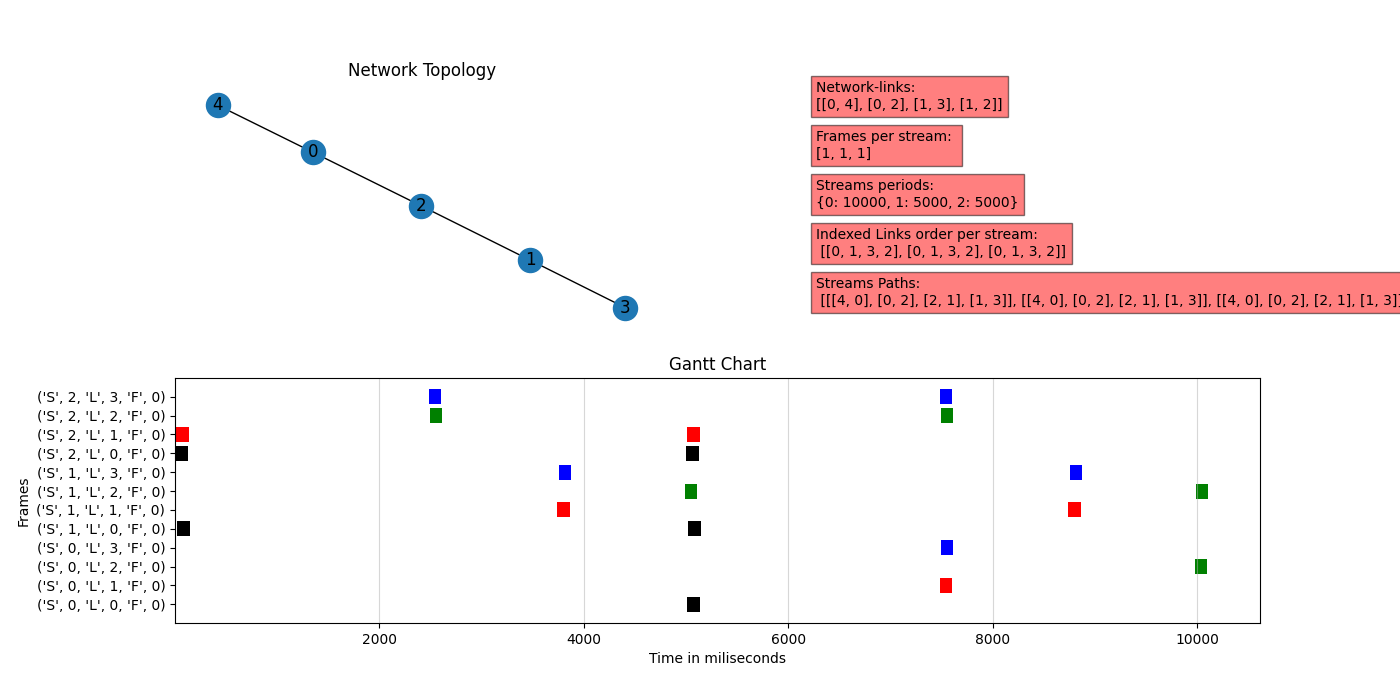 Network Topology
4
0
2
1
3
Network-links:
[[0, 4], [0, 2], [1, 3], [1, 2]]
Frames per stream:
[1, 1, 1]
Streams periods:
{0: 10000, 1: 5000, 2: 5000}
Indexed Links order per stream:
[[0, 1, 3, 2], [0, 1, 3, 2], [0, 1, 3, 2]]
Streams Paths:
[[[4, 0], [0, 2], [2, 1], [1, 3]], [[4, 0], [0, 2], [2, 1], [1, 3]], [[4, 0], [0, 2], [2, 1], [1, 3]]
Gantt Chart
Frames
('S', 2, 'L', 3, 'F', 0)
('S', 2, 'L', 2, 'F', 0)
('S', 2, 'L', 1, 'F', 0)
('S', 2, 'L', 0, 'F', 0)
('S', 1, 'L', 3, 'F', 0)
('S', 1, 'L', 2, 'F', 0)
('S', 1, 'L', 1, 'F', 0)
('S', 1, 'L', 0, 'F', 0)
('S', 0, 'L', 3, 'F', 0)
('S', 0, 'L', 2, 'F', 0)
('S', 0, 'L', 1, 'F', 0)
('S', 0, 'L', 0, 'F', 0)
2000 4000 6000 8000 10000
Time in miliseconds